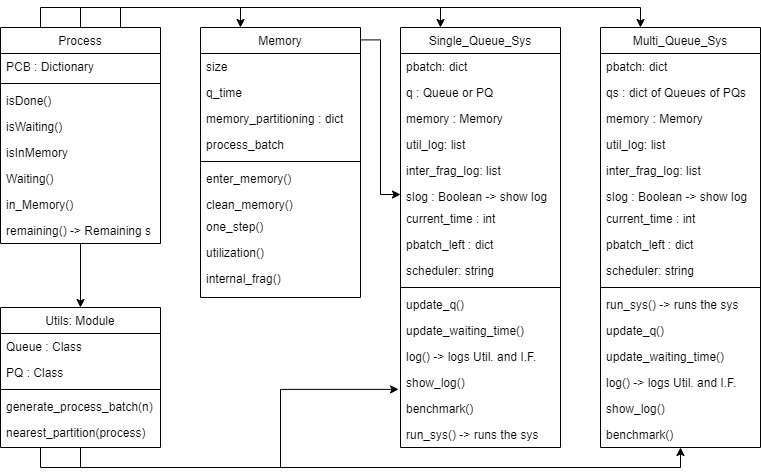 Process
PCB : Dictionary
isDone()
isWaiting()
isInMemory
Waiting()
in_Memory()
remaining() -> Remaining s
Utils: Module
Queue : Class
PQ : Class
generate_process_batch(n)
nearest_partition(process)
Memory
size
q_time
memory_partitioning : dict
process_batch
enter_memory()
clean_memory()
one_step()
utilization()
internal_frag()
Single_Queue_Sys
pbatch: dict
q : Queue or PQ
memory : Memory
util_log: list
inter_frag_log: list
slog : Boolean -> show log
current_time : int
pbatch_left : dict
scheduler: string
update_q()
update_waiting_time()
log() -> logs Util. and I.F.
show_log()
benchmark()
run_sys() -> runs the sys
Multi_Queue_Sys
pbatch: dict
qs : dict of Queues of PQs
memory : Memory
util_log: list
inter_frag_log: list
slog : Boolean -> show log
current_time : int
pbatch_left : dict
scheduler: string
run_sys() -> runs the sys
update_q()
update_waiting_time()
log() -> logs Util. and I.F.
show_log()
benchmark()